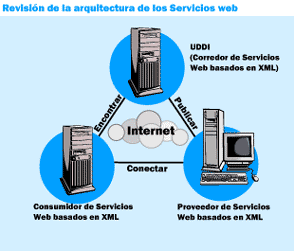 Revisión de la arquitectura de los Servicios web
UDDI
(Corredor de Servicios
Web basados en XML)
Encontrar
Publicar
Internet
Conectar
Consumidor de Servicios
Web basados en XML
Proveedor de Servicios
Web basados en XML